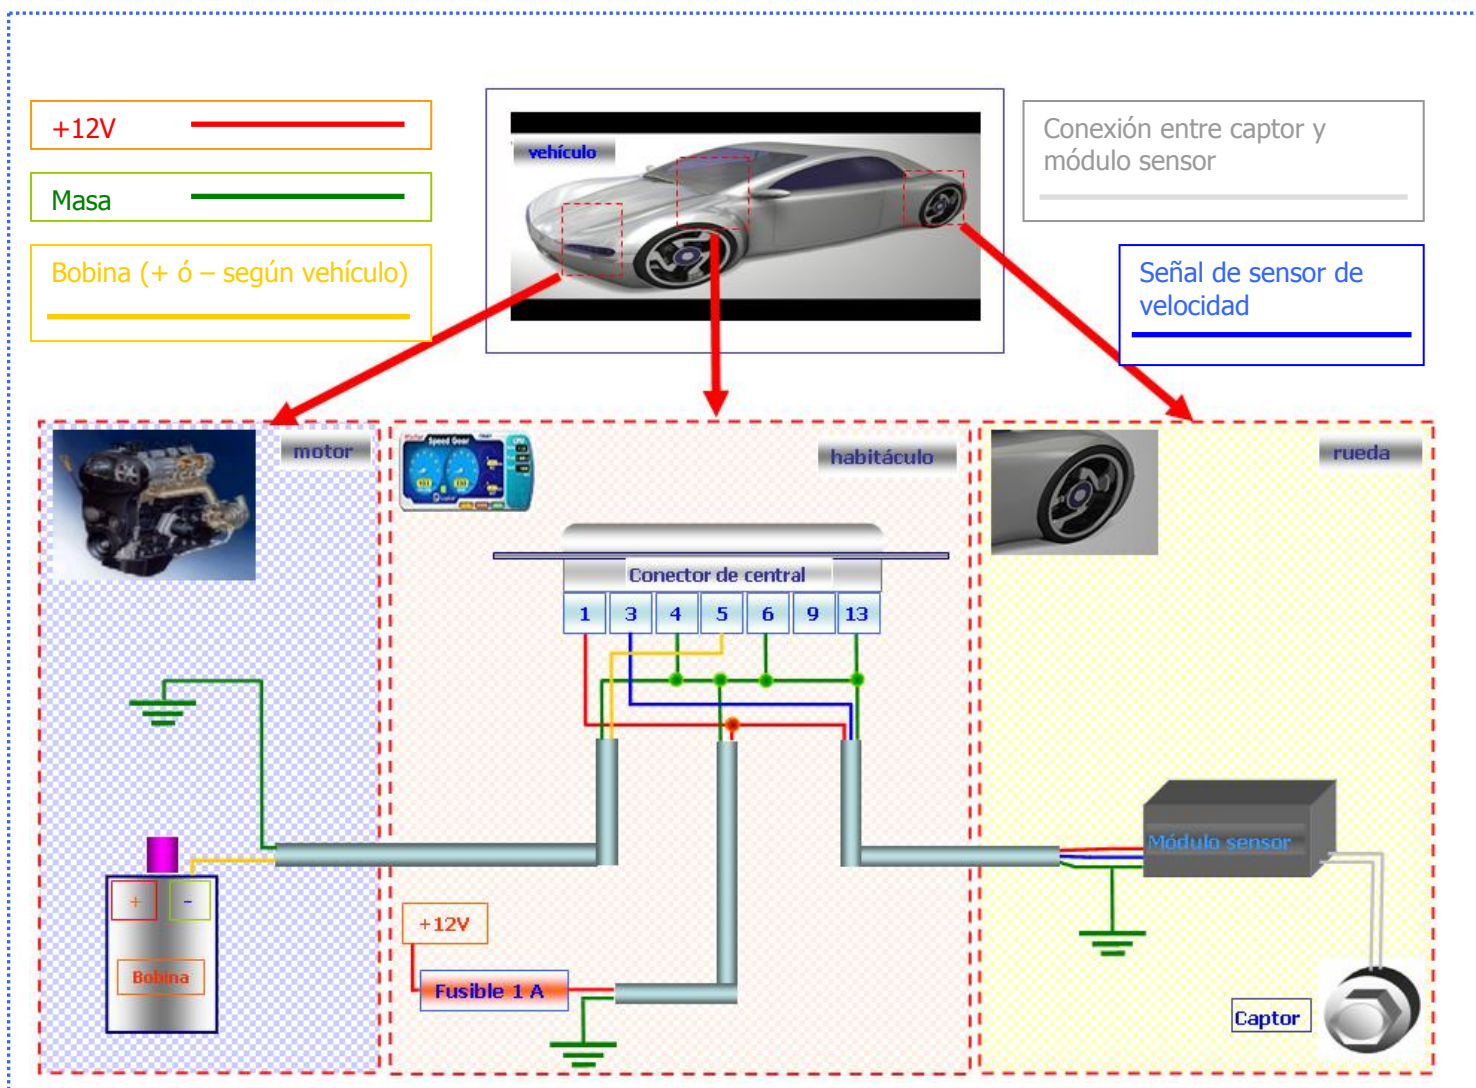 +12V
Masa
Bobina (+ ó – según vehículo)
vehículo
Conexión entre captor y
módulo sensor
Señal de sensor de
velocidad
motor
Speed Gear
habitáculo
rueda
Conector de central
1 3 4 5 6 9 13
Módulo sensor
+ -
Bobina
+12V
Fusible 1 A
Captor